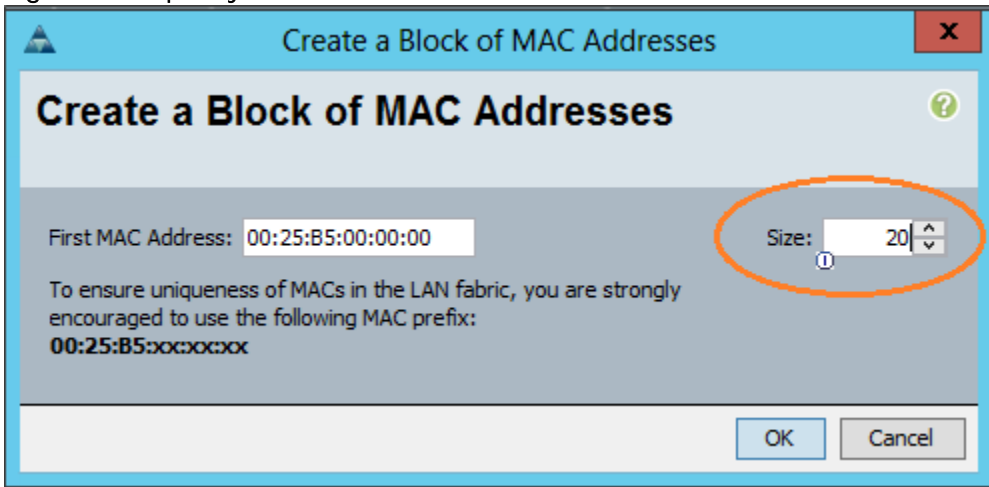 Create a Block of MAC Addresses
Create a Block of MAC Addresses
First MAC Address: 00:25:B5:00:00:00 Size: 20
To ensure uniqueness of MACs in the LAN fabric, you are strongly
encouraged to use the following MAC prefix:
00:25:B5:xx:xx:xx
OK Cancel